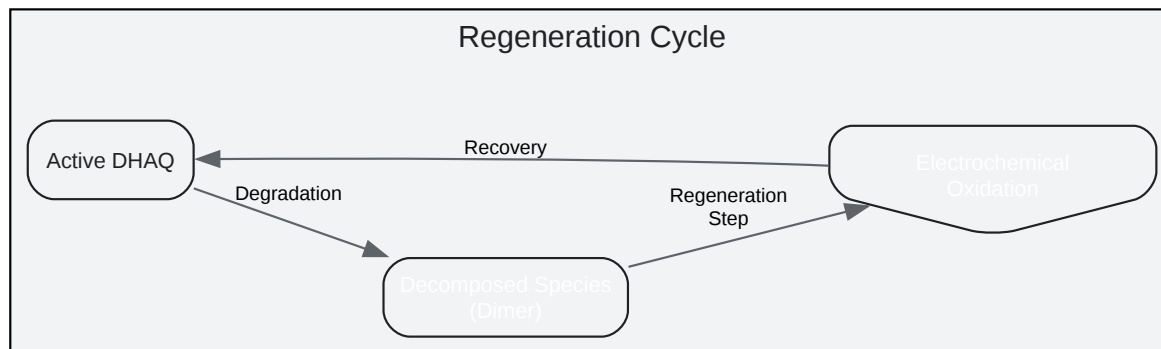 Regeneration Cycle
Active DHAQ
Recovery
Degradation
Regeneration
Step
Electrochemical
Oxidation
Decomposed Species
(Dimer)